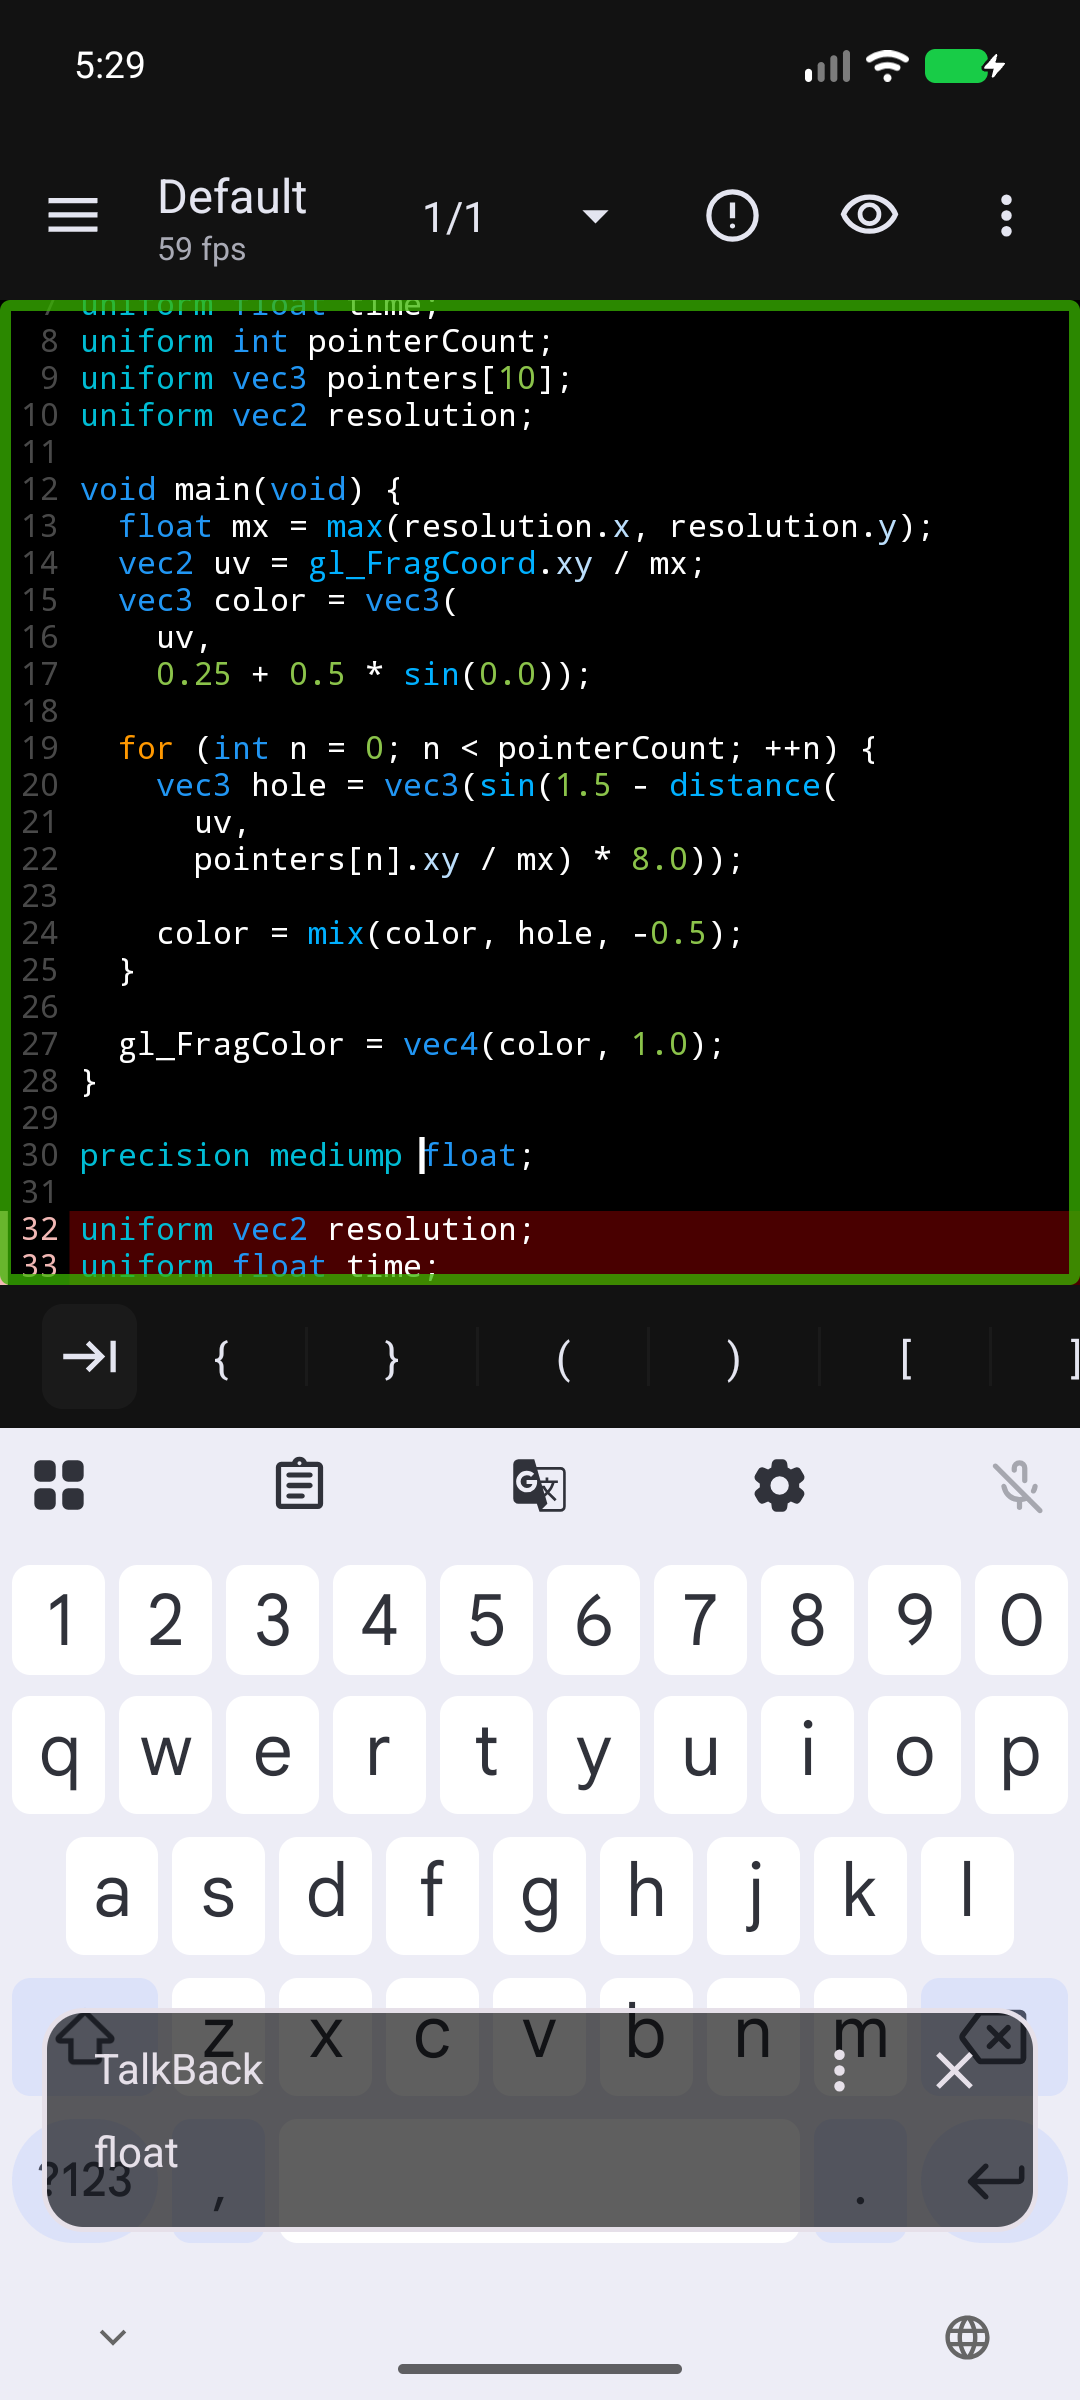 5:29
Default
59 fps
1/1
7 uniform float time;
8 uniform int pointerCount;
9 uniform vec3 pointers[10];
10 uniform vec2 resolution;
11
12 void main(void) {
13 float mx = max(resolution.x, resolution.y);
14 vec2 uv = gl_FragCoord.xy / mx;
15 vec3 color = vec3(
16 uv,
17 0.25 + 0.5 * sin(0.0));
18
19 for (int n = 0; n < pointerCount; ++n) {
20 vec3 hole = vec3(sin(1.5 - distance(
21 uv,
22 pointers[n].xy / mx) * 8.0));
23
24 color = mix(color, hole, -0.5);
25 }
26
27 gl_FragColor = vec4(color, 1.0);
28 }
29
30 precision mediump float;
31
32 uniform vec2 resolution;
33 uniform float time;
{ } ( ) [ ]
1 2 3 4 5 6 7 8 9 0
q w e r t y u i o p
a s d f g h j k l
z x c v b n m
TalkBack
float
?123 , .